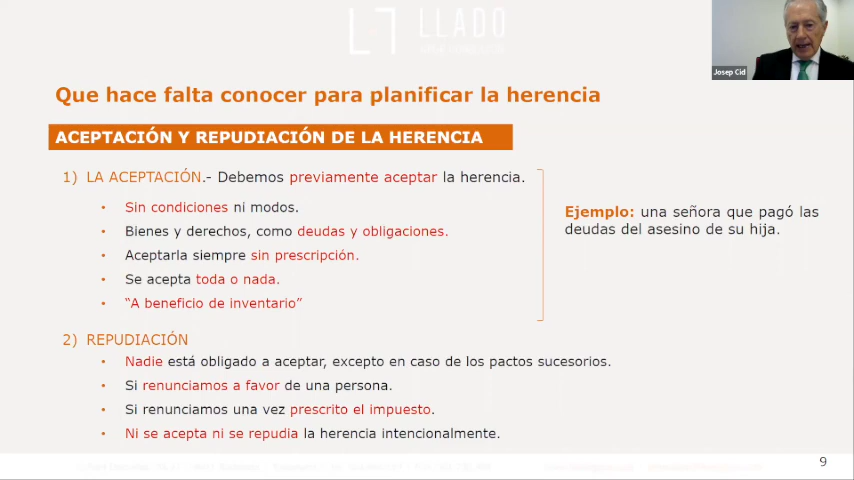 LLADO
Josep Cid
Que hace falta conocer para planificar la herencia
ACEPTACIÓN Y REPUDIACIÓN DE LA HERENCIA
1) LA ACEPTACIÓN.- Debemos previamente aceptar la herencia.
• Sin condiciones ni modos.
• Bienes y derechos, como deudas y obligaciones.
• Aceptarla siempre sin prescripción.
• Se acepta toda o nada.
• “A beneficio de inventario”
Ejemplo: una señora que pagó las
deudas del asesino de su hija.
2) REPUDIACIÓN
• Nadie está obligado a aceptar, excepto en caso de los pactos sucesorios.
• Si renunciamos a favor de una persona.
• Si renunciamos una vez prescrito el impuesto.
• Ni se acepta ni se repudia la herencia intencionalmente.
9